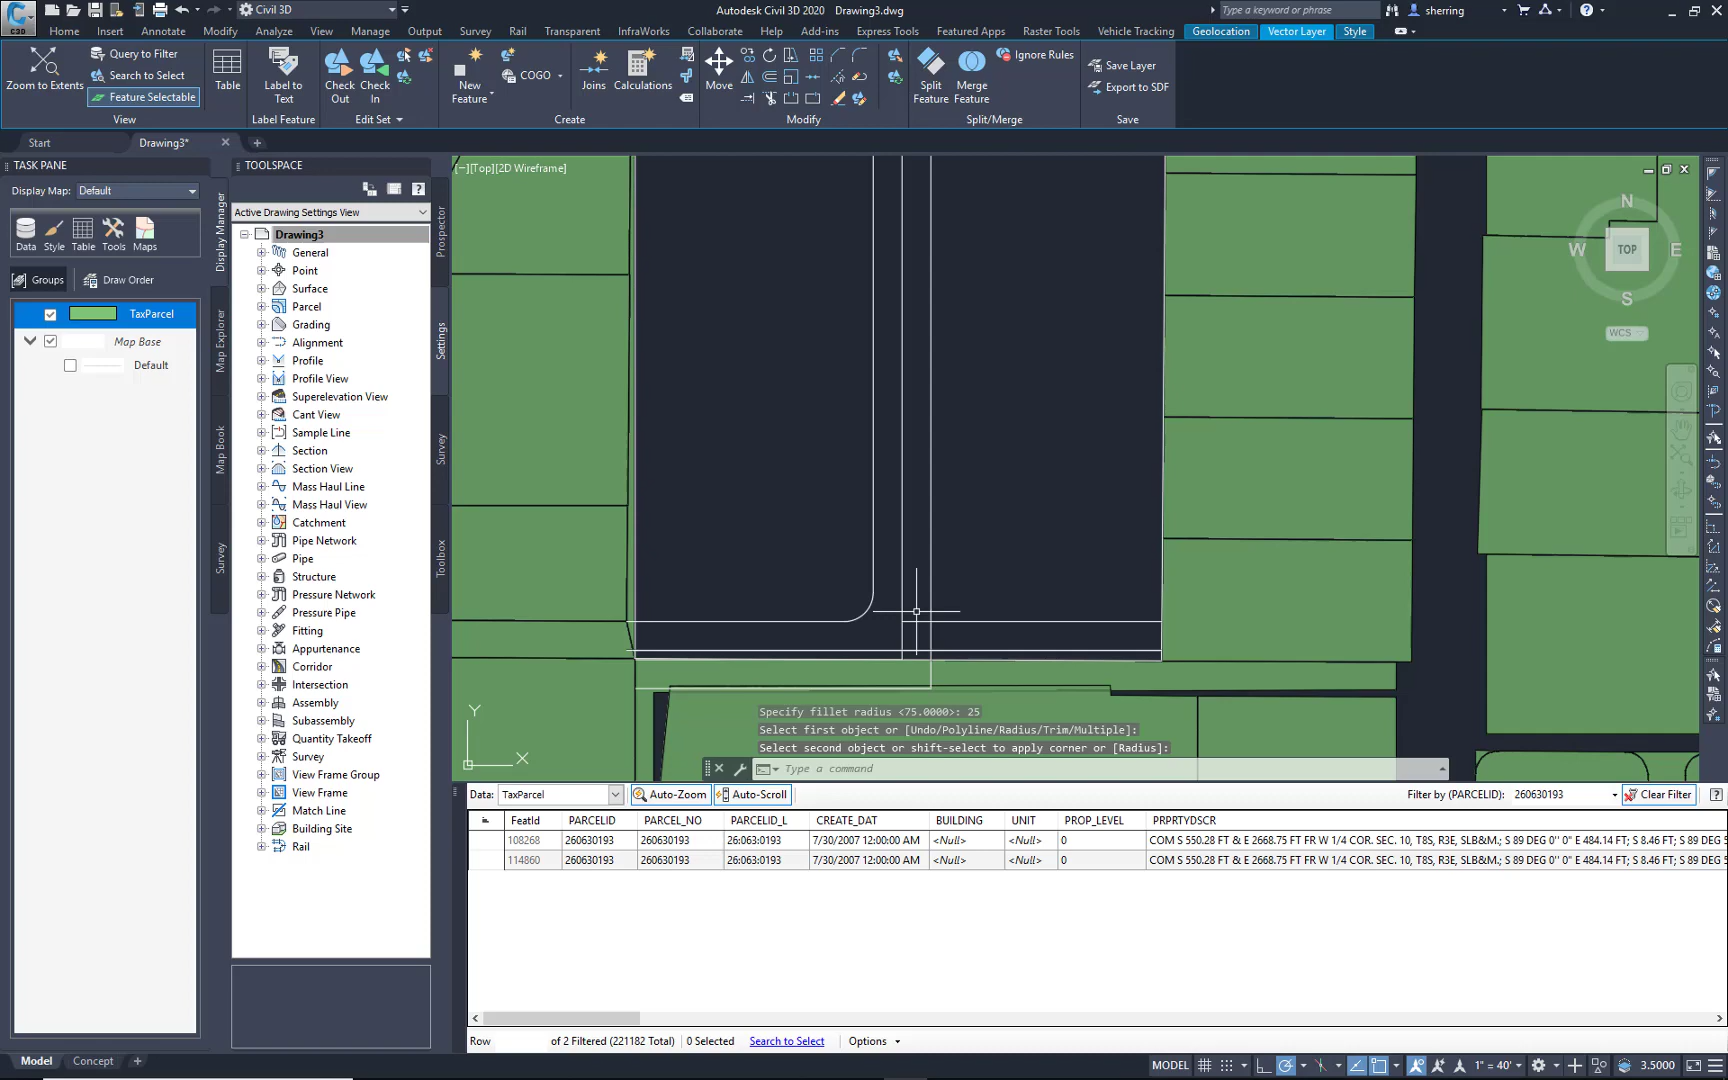 C3D Civil 3D Autodesk Civil 3D 2020 Drawing3.dwg Type a keyword or phrase sherring
Home Insert Annotate Modify Analyze View Manage Output Survey Rail Transparent InfraWorks Collaborate Help Add-ins Express Tools Featured Apps Raster Tools Vehicle Tracking Geolocation Vector Layer Style
Zoom to Extents
Query to Filter
Search to Select
Feature Selectable
View
Table
Label to Text
Label Feature
Check Out
Check In
Edit Set
New Feature
COGO
Joins
Calculations
Create
Move
Modify
Split Feature
Merge Feature
Ignore Rules
Split/Merge
Save Layer
Export to SDF
Save
Start Drawing3*
TASK PANE
Display Map: Default
Data Style Table Tools Maps
Groups Draw Order
TaxParcel
Map Base
Default
Display Manager
Map Explorer
Map Book
Survey
TOOLSPACE
Active Drawing Settings View
Drawing3
General
Point
Surface
Parcel
Grading
Alignment
Profile
Profile View
Superelevation View
Cant View
Sample Line
Section
Section View
Mass Haul Line
Mass Haul View
Catchment
Pipe Network
Pipe
Structure
Pressure Network
Pressure Pipe
Fitting
Appurtenance
Corridor
Intersection
Assembly
Subassembly
Quantity Takeoff
Survey
View Frame Group
View Frame
Match Line
Building Site
Rail
Prospector
Settings
Survey
Toolbox
[−][Top][2D Wireframe]
N
W TOP E
S
WCS
Y
X
Specify fillet radius <75.0000>: 25
Select first object or [Undo/Polyline/Radius/Trim/Multiple]:
Select second object or shift-select to apply corner or [Radius]:
Type a command
Data: TaxParcel Auto-Zoom Auto-Scroll Filter by (PARCELID): 260630193 Clear Filter
FeatId PARCELID PARCEL_NO PARCELID_L CREATE_DAT BUILDING UNIT PROP_LEVEL PRPRTYDSCR
108268 260630193 260630193 26:063:0193 7/30/2007 12:00:00 AM <Null> <Null> 0 COM S 550.28 FT & E 2668.75 FT FR W 1/4 COR. SEC. 10, T8S, R3E, SLB&M.; S 89 DEG 0'' 0" E 484.14 FT; S 8.46 FT; S 89 DEG 5
114860 260630193 260630193 26:063:0193 7/30/2007 12:00:00 AM <Null> <Null> 0 COM S 550.28 FT & E 2668.75 FT FR W 1/4 COR. SEC. 10, T8S, R3E, SLB&M.; S 89 DEG 0'' 0" E 484.14 FT; S 8.46 FT; S 89 DEG 5
Row of 2 Filtered (221182 Total) 0 Selected Search to Select Options
Model Concept
MODEL 1" = 40' 3.5000